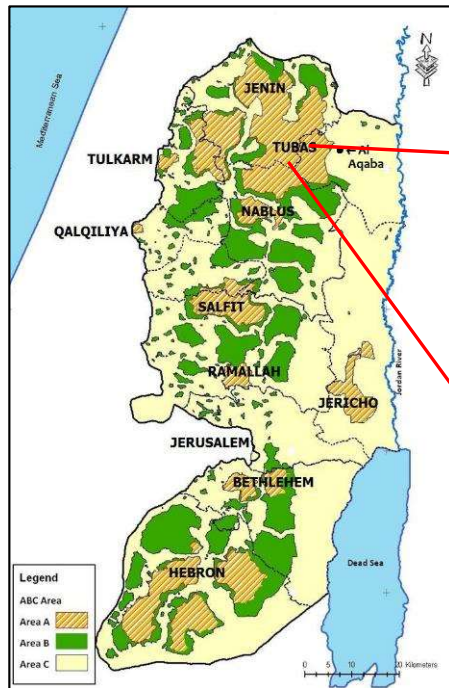 N
Mediterranean Sea
JENIN
TUBAS
← Al
Aqaba
TULKARM
NABLUS
QALQILIYA
SALFIT
RAMALLAH
JERICHO
Jordan River
JERUSALEM
BETHLEHEM
HEBRON
Dead Sea
Legend
ABC Area
Area A
Area B
Area C
0 5 10 20 Kilometers